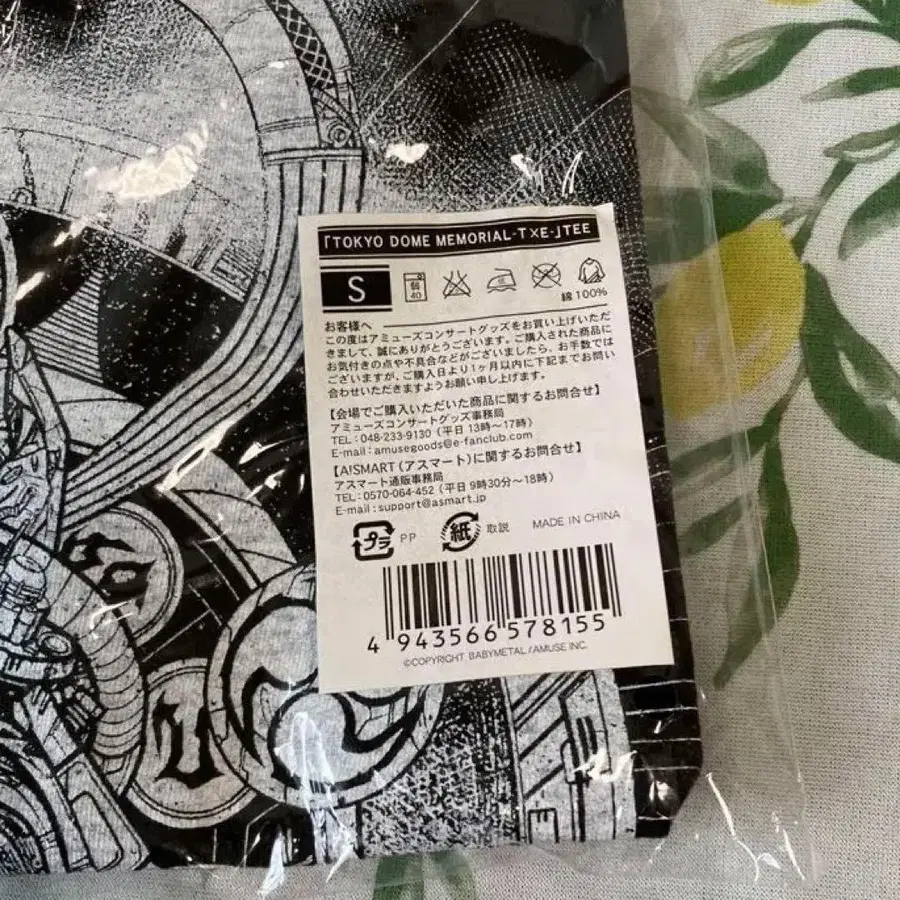 「TOKYO DOME MEMORIAL-T×E-」TEE
S
弱
40
綿100%
お客様へ
この度はアミューズコンサートグッズをお買い上げいただ
きまして、誠にありがとうございます。ご購入された商品に
お気付きの点や不具合などがございましたら、お手数では
ございますが、ご購入日より1ヶ月以内に下記までお問い
合わせいただきますようお願い申し上げます。
【会場でご購入いただいた商品に関するお問合せ】
アミューズコンサートグッズ事務局
TEL:048-233-9130(平日 13時〜17時)
E-mail:amusegoods@e-fanclub.com
【A!SMART(アスマート)に関するお問合せ】
アスマート通販事務局
TEL:0570-064-452(平日 9時30分〜18時)
E-mail:support@asmart.jp
プラ PP 紙 取説 MADE IN CHINA
4 943566 578155
©COPYRIGHT BABYMETAL / AMUSE INC.